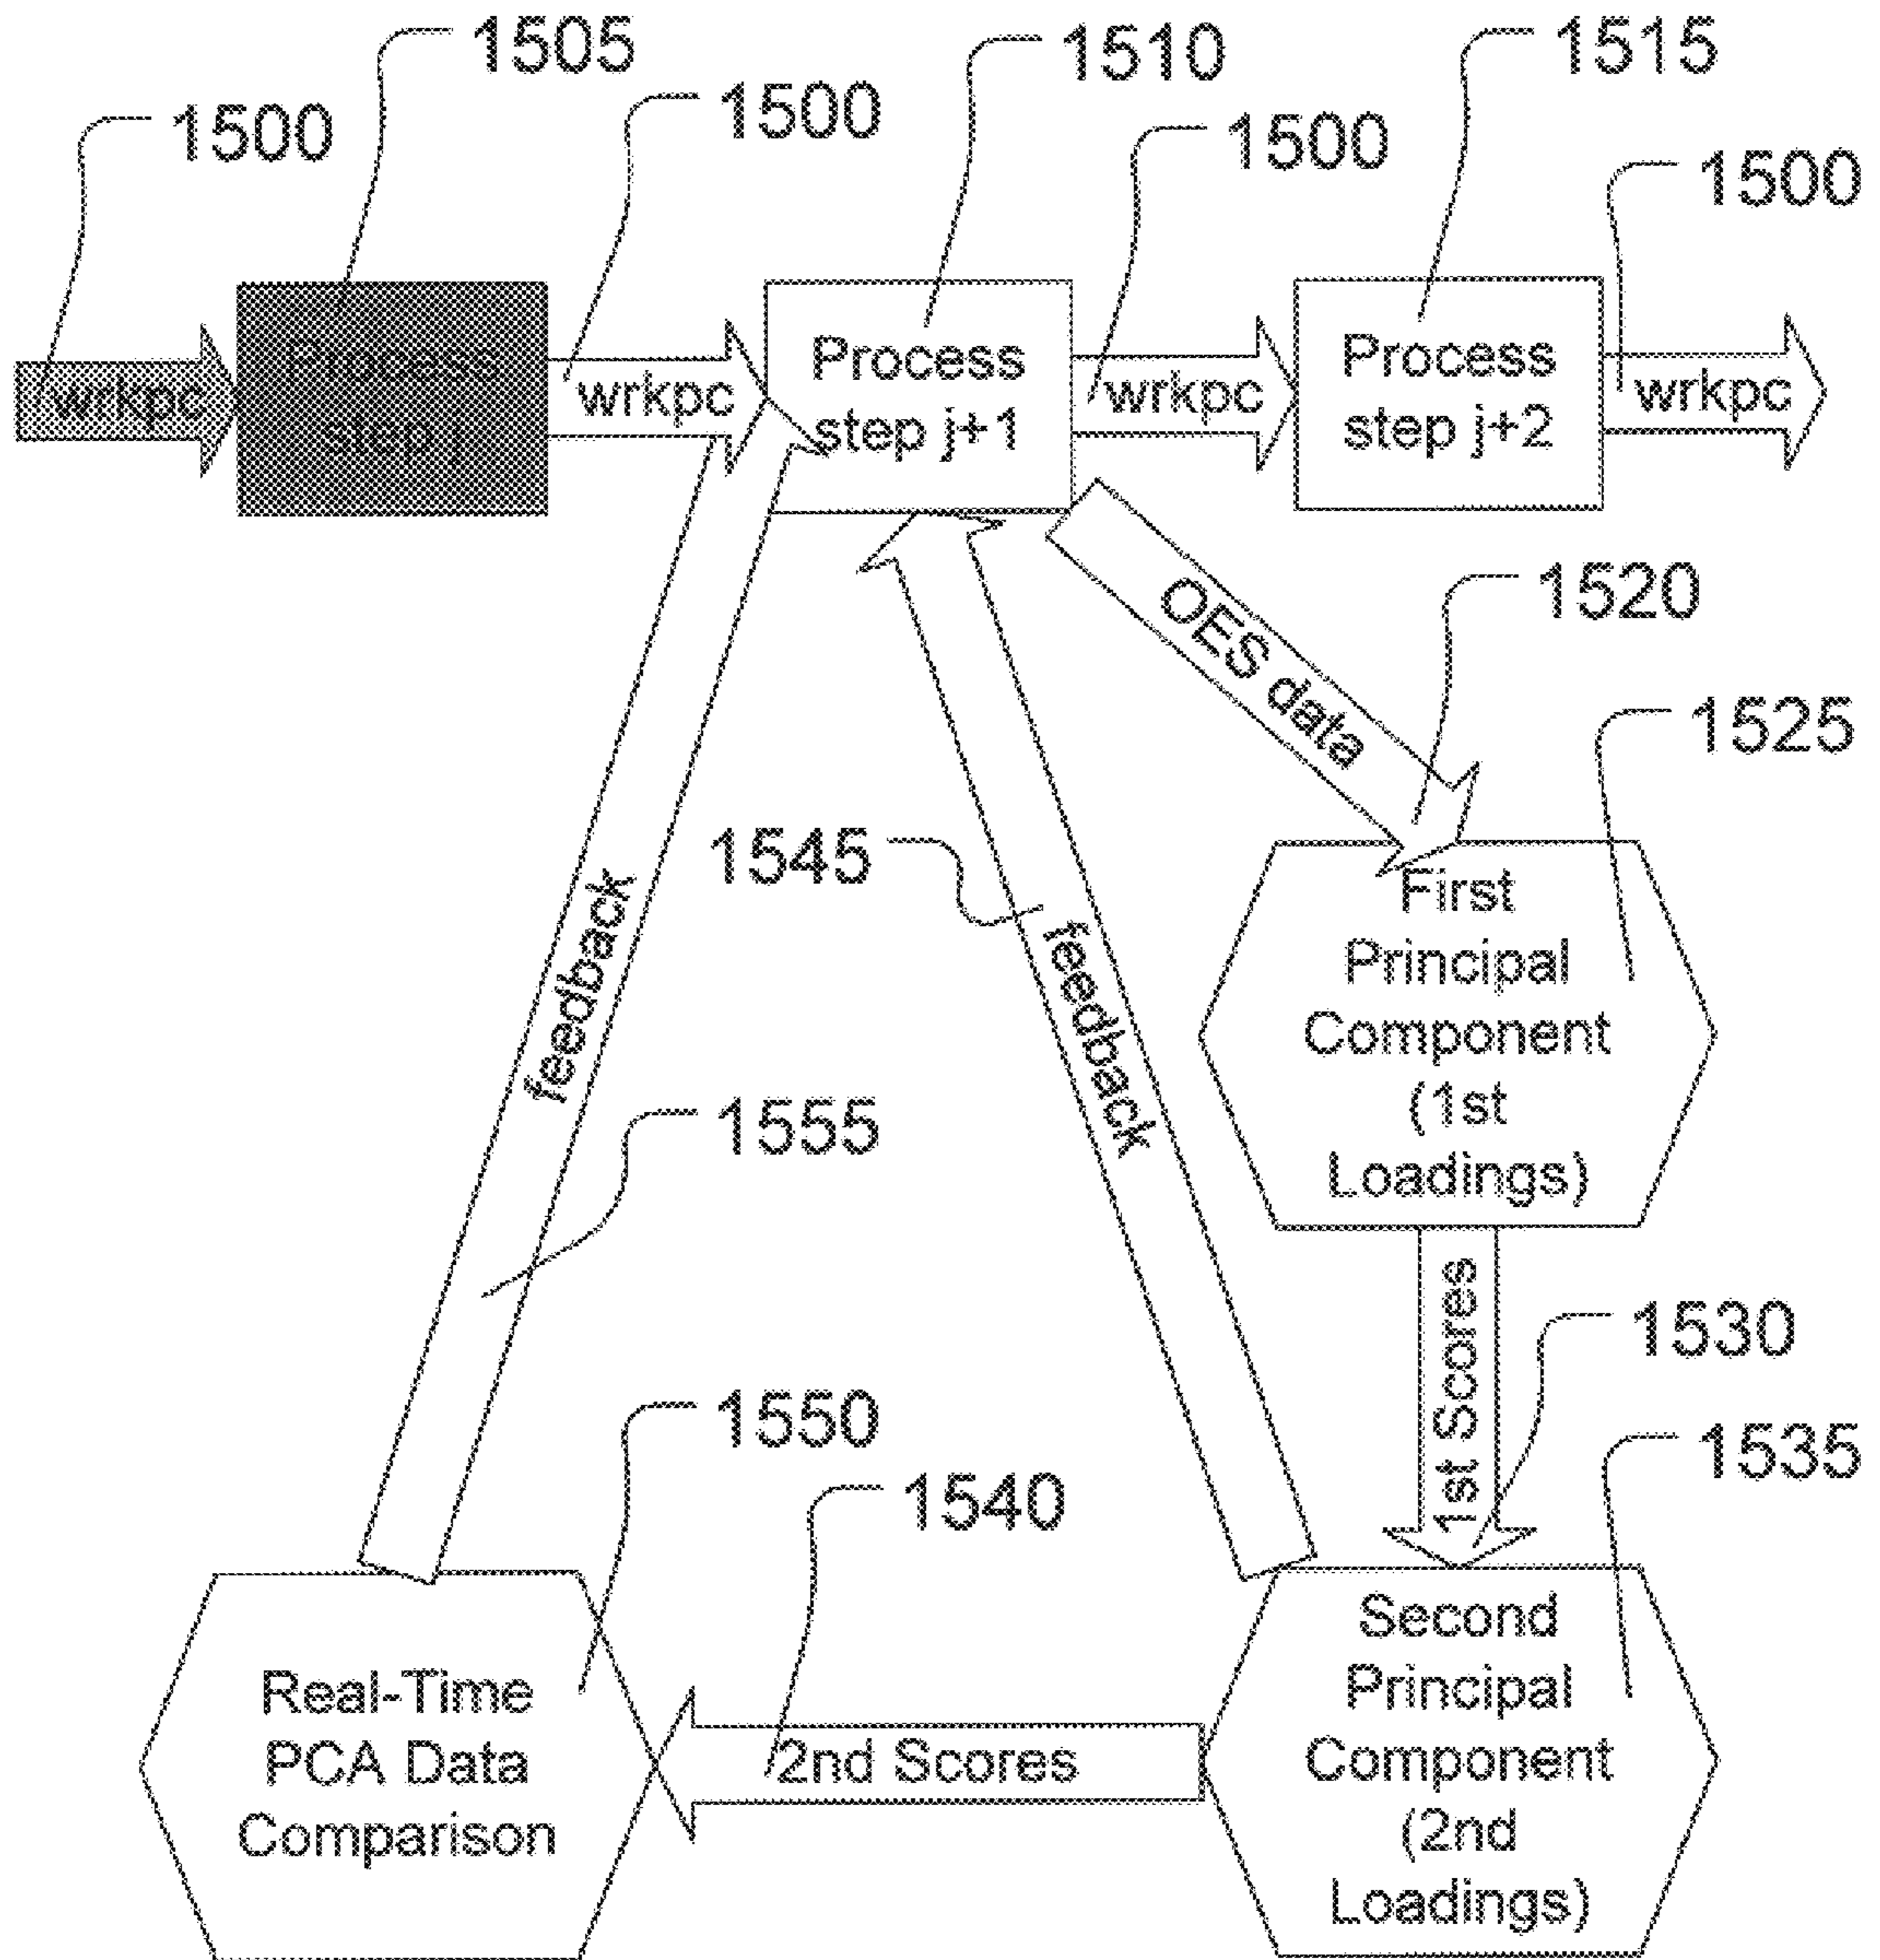 1505
1510
1515
1500
1500
1500
1500
wrkpc
Process
step j
wrkpc
Process
step j+1
wrkpc
Process
step j+2
wrkpc
OES data
1520
1525
1545
feedback
feedback
First
Principal
Component
(1st
Loadings)
1555
1st Scores
1530
1550
1540
1535
Real-Time
PCA Data
Comparison
2nd Scores
Second
Principal
Component
(2nd
Loadings)